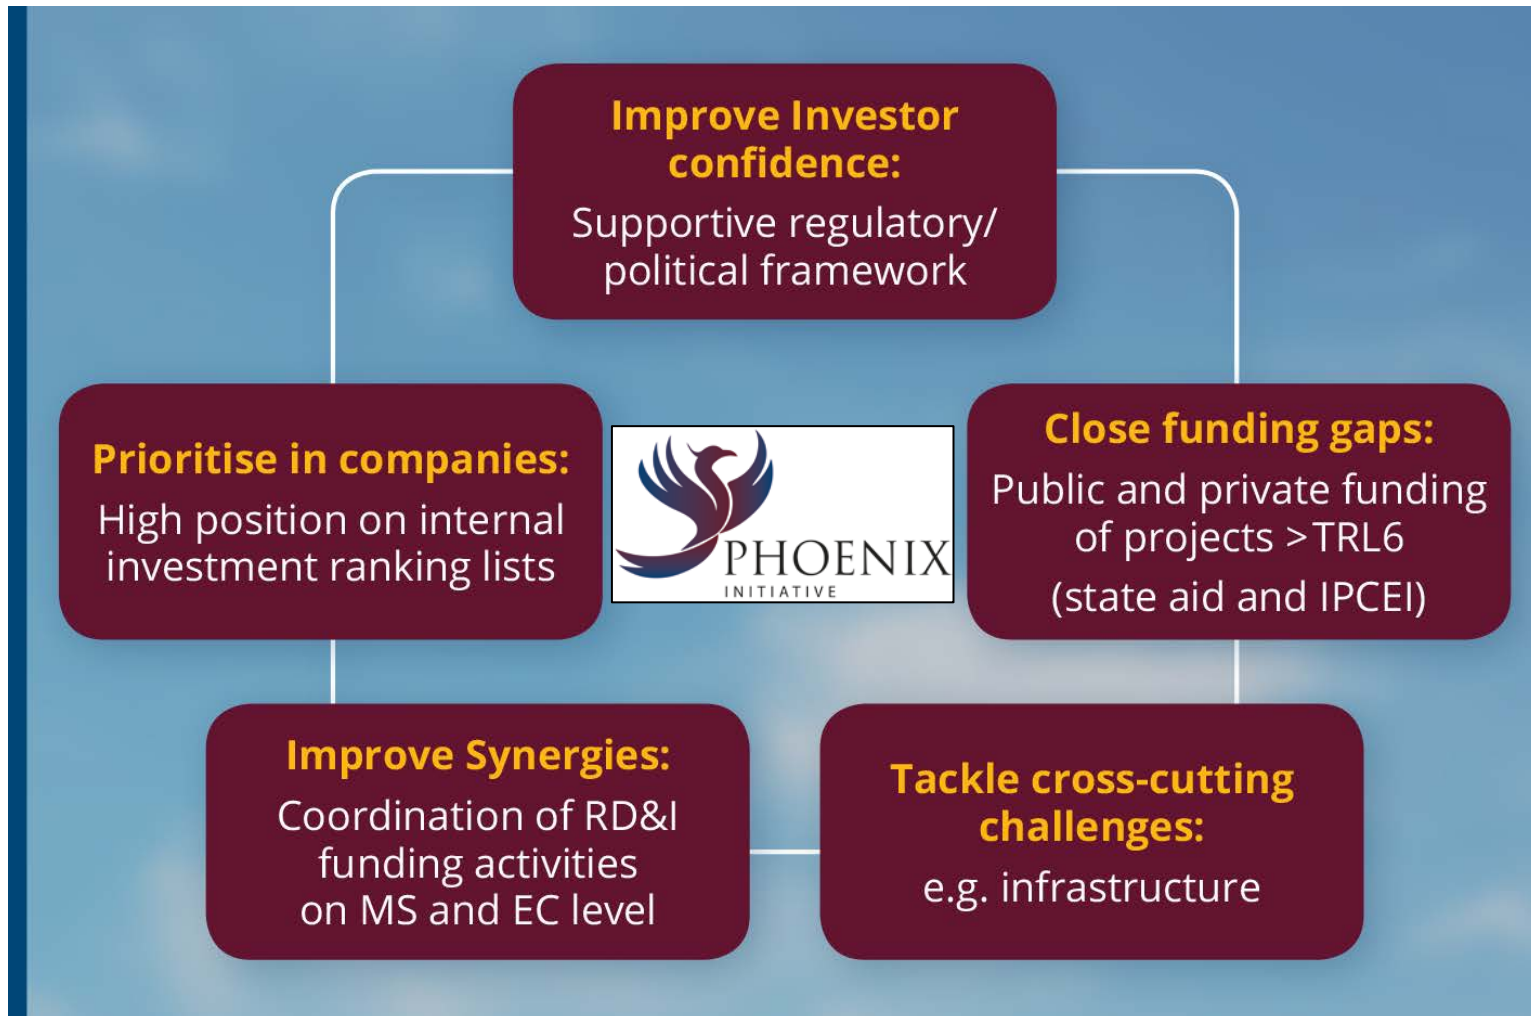 Improve Investor
confidence:
Supportive regulatory/
political framework
Prioritise in companies:
High position on internal
investment ranking lists
PHOENIX
INITIATIVE
Close funding gaps:
Public and private funding
of projects >TRL6
(state aid and IPCEI)
Improve Synergies:
Coordination of RD&I
funding activities
on MS and EC level
Tackle cross-cutting
challenges:
e.g. infrastructure